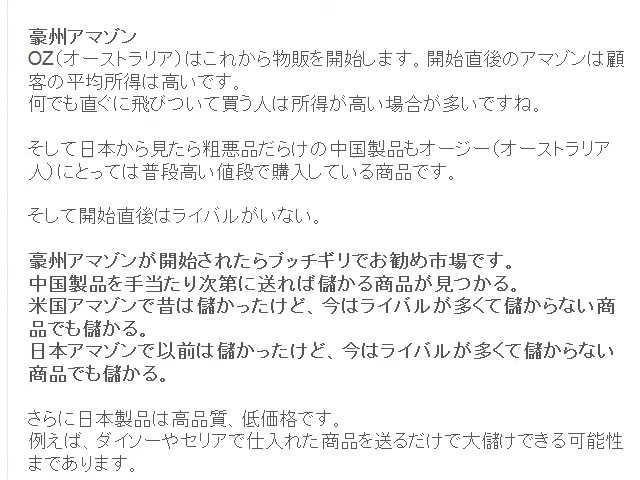 豪州アマゾン
OZ(オーストラリア)はこれから物販を開始します。開始直後のアマゾンは顧
客の平均所得は高いです。
何でも直ぐに飛びついて買う人は所得が高い場合が多いですね。
そして日本から見たら粗悪品だらけの中国製品もオージー(オーストラリア
人)にとっては普段高い値段で購入している商品です。
そして開始直後はライバルがいない。
豪州アマゾンが開始されたらブッチギリでお勧め市場です。
中国製品を手当たり次第に送れば儲かる商品が見つかる。
米国アマゾンで昔は儲かったけど、今はライバルが多くて儲からない商
品でも儲かる。
日本アマゾンで以前は儲かったけど、今はライバルが多くて儲からない
商品でも儲かる。
さらに日本製品は高品質、低価格です。
例えば、ダイソーやセリアで仕入れた商品を送るだけで大儲けできる可能性
まであります。